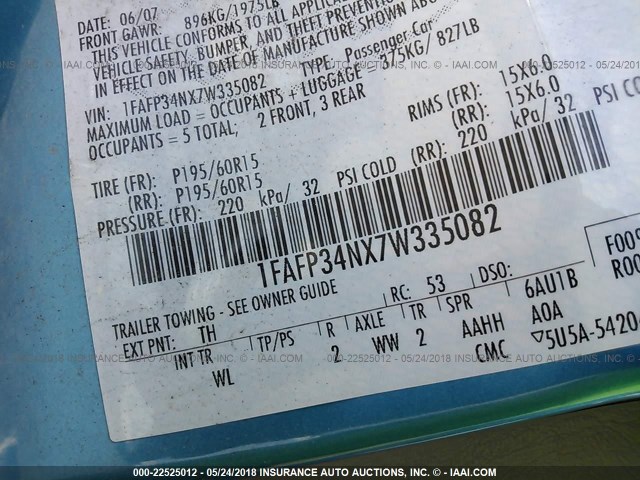 DATE: 06/07
FRONT GAWR: 896KG/1975LB
THIS VEHICLE CONFORMS TO ALL APPLICABLE
VEHICLE SAFETY, BUMPER, AND THEFT PREVENTION
IN EFFECT ON THE DATE OF MANUFACTURE SHOWN ABOVE
VIN: 1FAFP34NX7W335082 TYPE: Passenger Car
MAXIMUM LOAD = OCCUPANTS + LUGGAGE = 375KG/ 827LB
OCCUPANTS = 5 TOTAL; 2 FRONT, 3 REAR
TIRE (FR): P195/60R15 RIMS (FR): 15X6.0
(RR): P195/60R15 (RR): 15X6.0
PRESSURE (FR): 220 kPa/ 32 PSI COLD (RR): 220 kPa/ 32 PSI COLD
1FAFP34NX7W335082
TRAILER TOWING - SEE OWNER GUIDE
EXT PNT: TH RC: 53 DSO:
INT TR TP/PS R AXLE TR SPR 6AU1B
WL 2 WW 2 AAHH A0A
CMC ▽5U5A-5420
000-22525012 - 05/24/2018 INSURANCE AUTO AUCTIONS, INC. - IAAI.COM